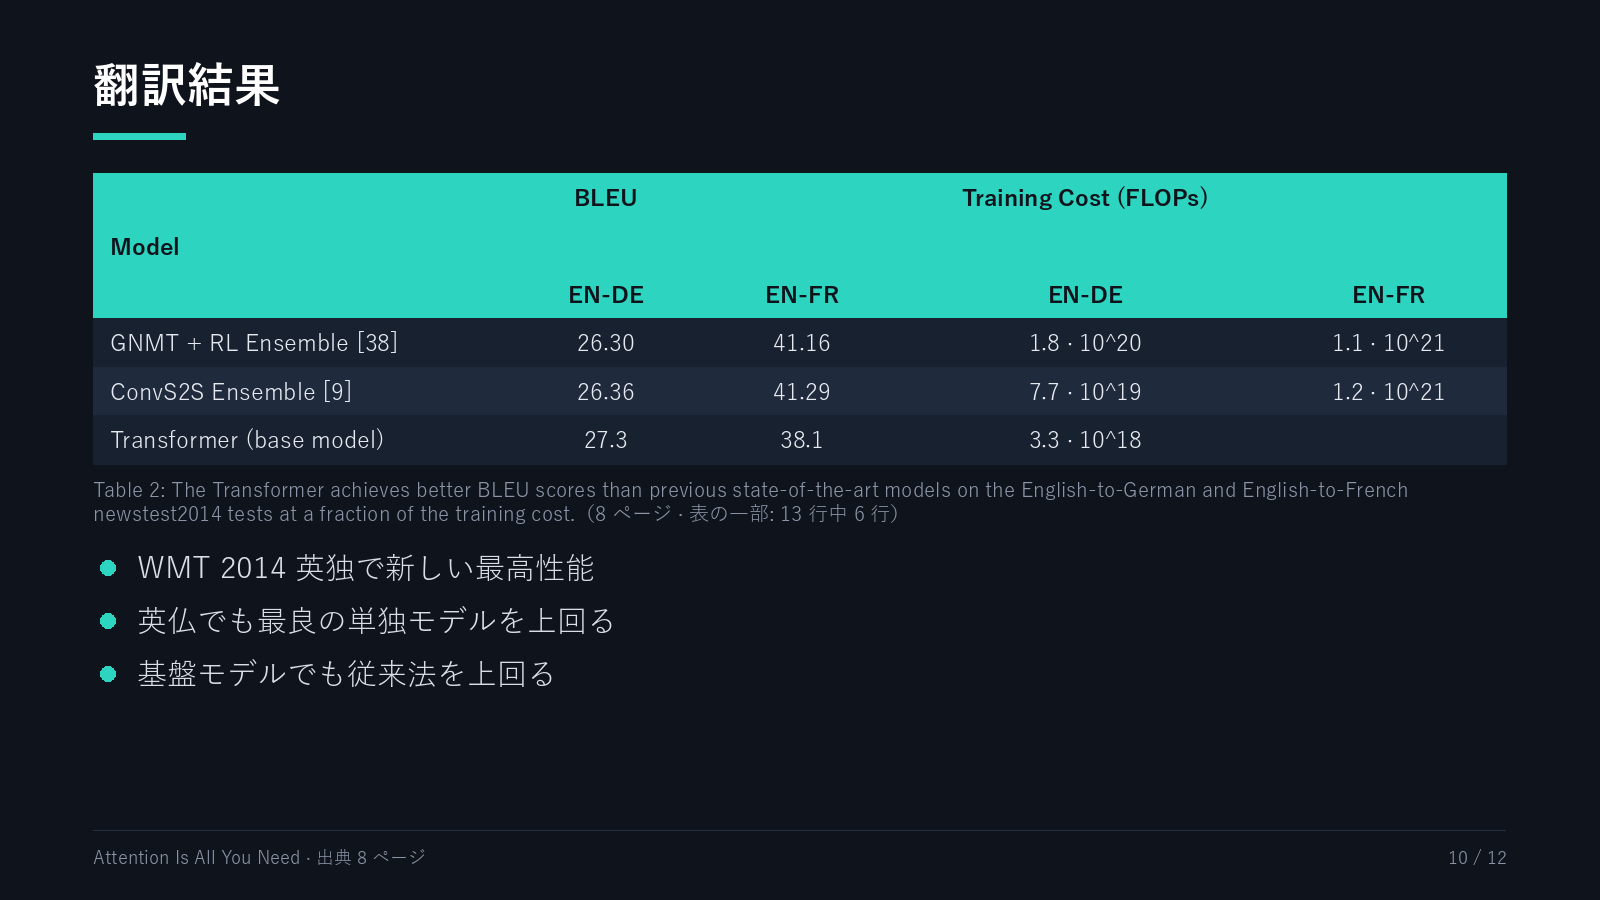 翻訳結果
BLEU Training Cost (FLOPs)
Model
EN-DE EN-FR EN-DE EN-FR
GNMT + RL Ensemble [38] 26.30 41.16 1.8 · 10^20 1.1 · 10^21
ConvS2S Ensemble [9] 26.36 41.29 7.7 · 10^19 1.2 · 10^21
Transformer (base model) 27.3 38.1 3.3 · 10^18
Table 2: The Transformer achieves better BLEU scores than previous state-of-the-art models on the English-to-German and English-to-French
newstest2014 tests at a fraction of the training cost.（8 ページ · 表の一部: 13 行中 6 行）
WMT 2014 英独で新しい最高性能
英仏でも最良の単独モデルを上回る
基盤モデルでも従来法を上回る
Attention Is All You Need · 出典 8 ページ
10 / 12